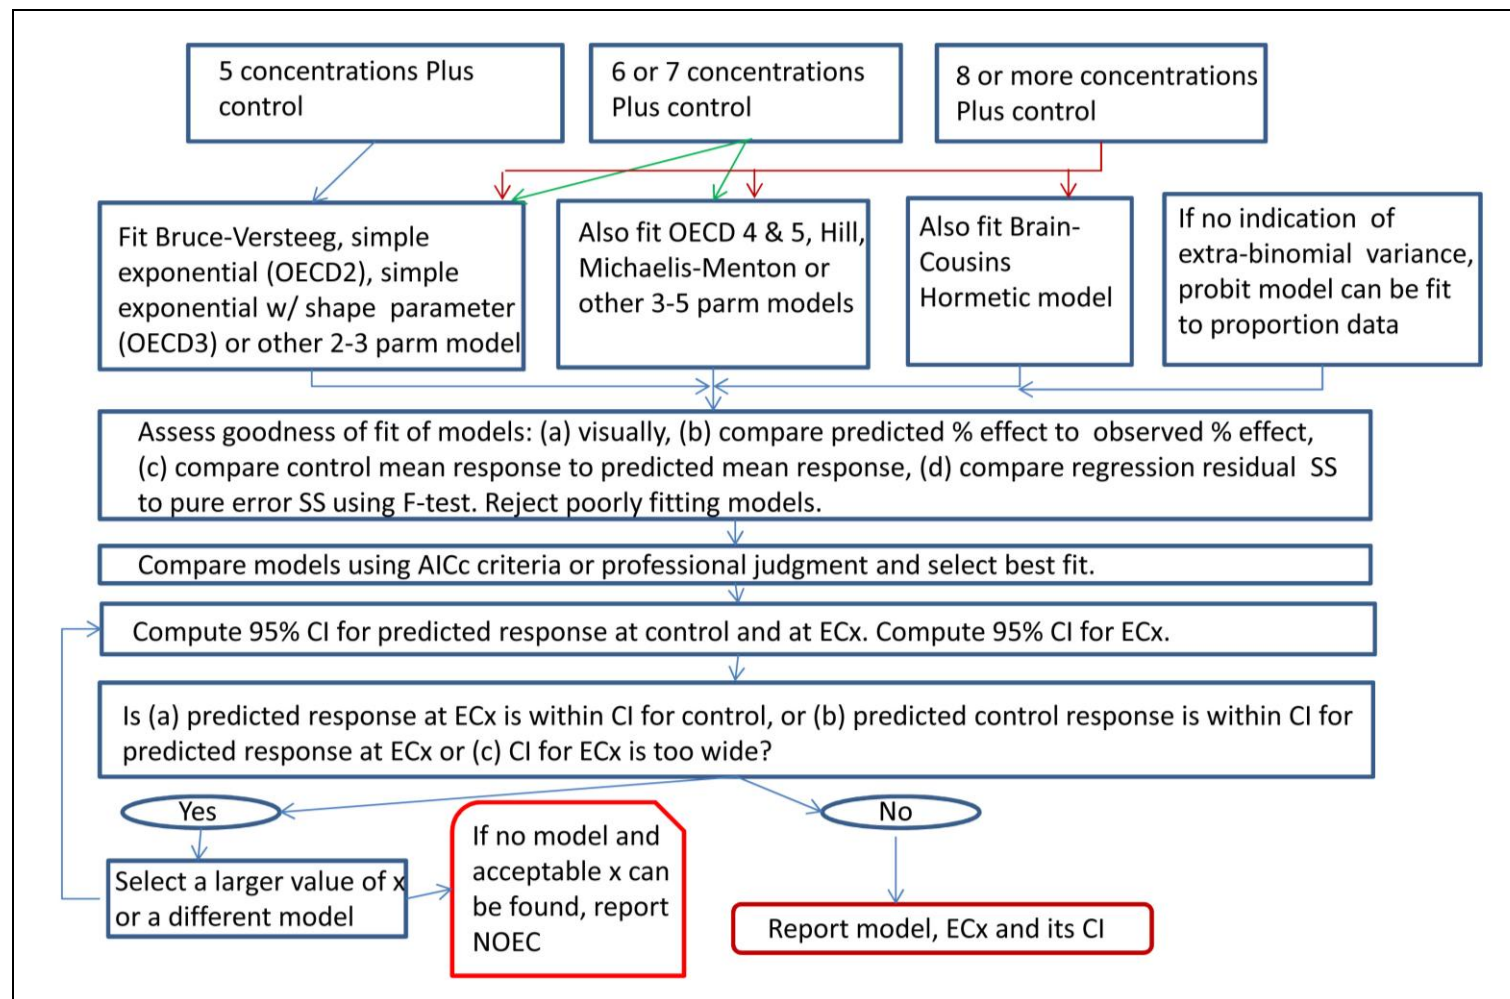 5 concentrations Plus
control
6 or 7 concentrations
Plus control
8 or more concentrations
Plus control
Fit Bruce-Versteeg, simple
exponential (OECD2), simple
exponential w/ shape parameter
(OECD3) or other 2-3 parm model
Also fit OECD 4 & 5, Hill,
Michaelis-Menton or
other 3-5 parm models
Also fit Brain-
Cousins
Hormetic model
If no indication of
extra-binomial variance,
probit model can be fit
to proportion data
Assess goodness of fit of models: (a) visually, (b) compare predicted % effect to observed % effect,
(c) compare control mean response to predicted mean response, (d) compare regression residual SS
to pure error SS using F-test. Reject poorly fitting models.
Compare models using AICc criteria or professional judgment and select best fit.
Compute 95% CI for predicted response at control and at ECx. Compute 95% CI for ECx.
Is (a) predicted response at ECx is within CI for control, or (b) predicted control response is within CI for
predicted response at ECx or (c) CI for ECx is too wide?
Yes
No
Select a larger value of x
or a different model
If no model and
acceptable x can
be found, report
NOEC
Report model, ECx and its CI